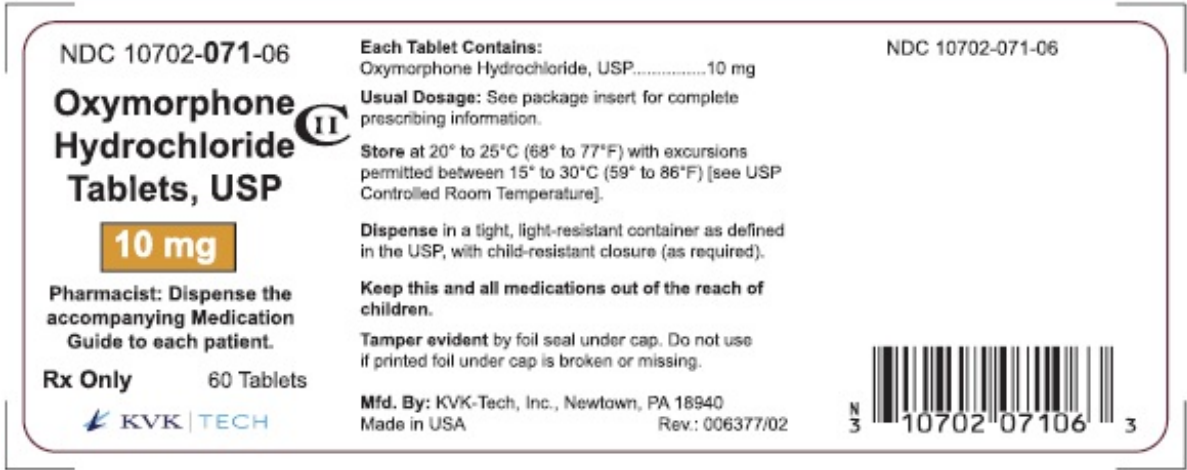 NDC 10702-071-06
Oxymorphone
Hydrochloride
Tablets, USP
CII
10 mg
Pharmacist: Dispense the
accompanying Medication
Guide to each patient.
Rx Only 60 Tablets
KVK TECH
Each Tablet Contains:
Oxymorphone Hydrochloride, USP................10 mg
Usual Dosage: See package insert for complete
prescribing information.
Store at 20° to 25°C (68° to 77°F) with excursions
permitted between 15° to 30°C (59° to 86°F) [see USP
Controlled Room Temperature].
Dispense in a tight, light-resistant container as defined
in the USP, with child-resistant closure (as required).
Keep this and all medications out of the reach of
children.
Tamper evident by foil seal under cap. Do not use
if printed foil under cap is broken or missing.
Mfd. By: KVK-Tech, Inc., Newtown, PA 18940
Made in USA Rev.: 006377/02
NDC 10702-071-06
N
3 10702 07106 3